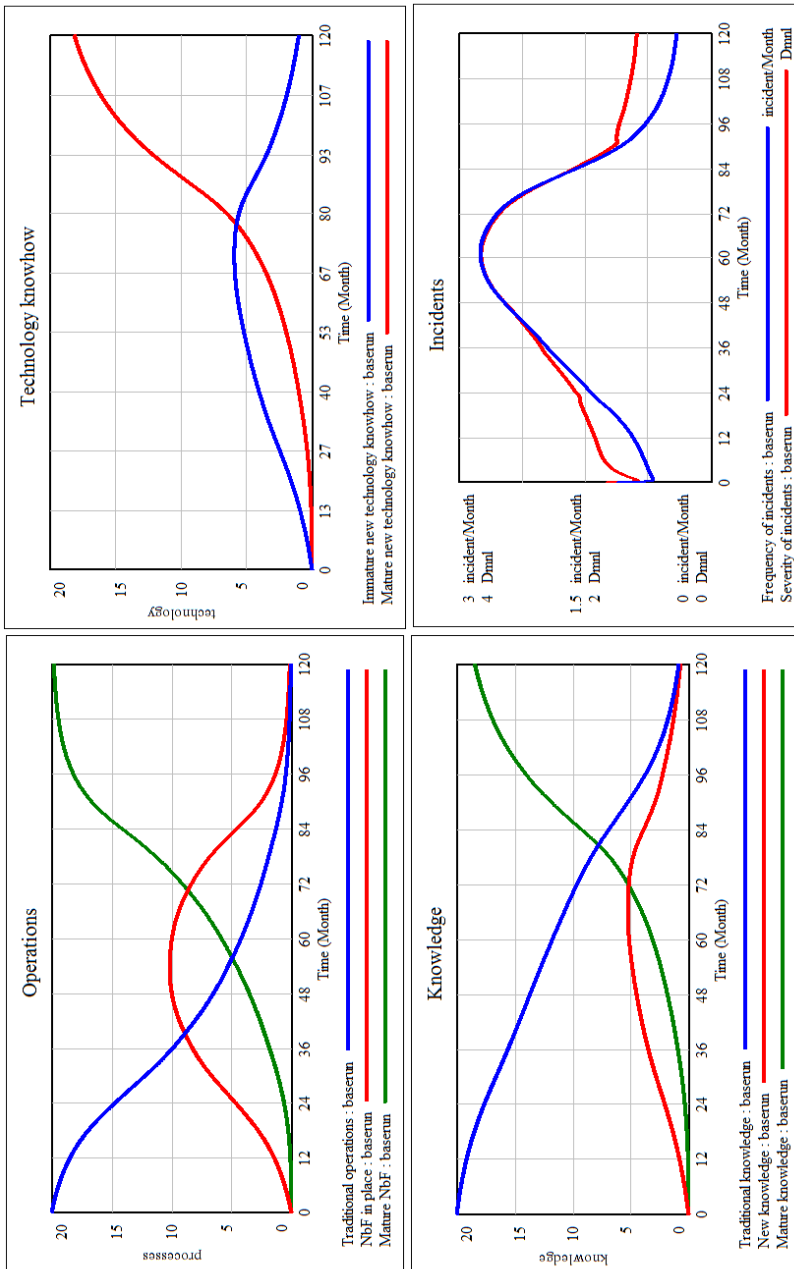 Operations
20
15
10
5
0
processes
0 12 24 36 48 60 72 84 96 108 120
Time (Month)
Traditional operations : baserun
NbF in place : baserun
Mature NbF : baserun
Technology knowhow
20
15
10
5
0
technology
0 13 27 40 53 67 80 93 107 120
Time (Month)
Immature new technology knowhow : baserun
Mature new technology knowhow : baserun
Knowledge
20
15
10
5
0
knowledge
0 12 24 36 48 60 72 84 96 108 120
Time (Month)
Traditional knowledge : baserun
New knowledge : baserun
Mature knowledge : baserun
Incidents
3 incident/Month
4 Dmnl
1.5 incident/Month
2 Dmnl
0 incident/Month
0 Dmnl
0 12 24 36 48 60 72 84 96 108 120
Time (Month)
Frequency of incidents : baserun incident/Month
Severity of incidents : baserun Dmnl